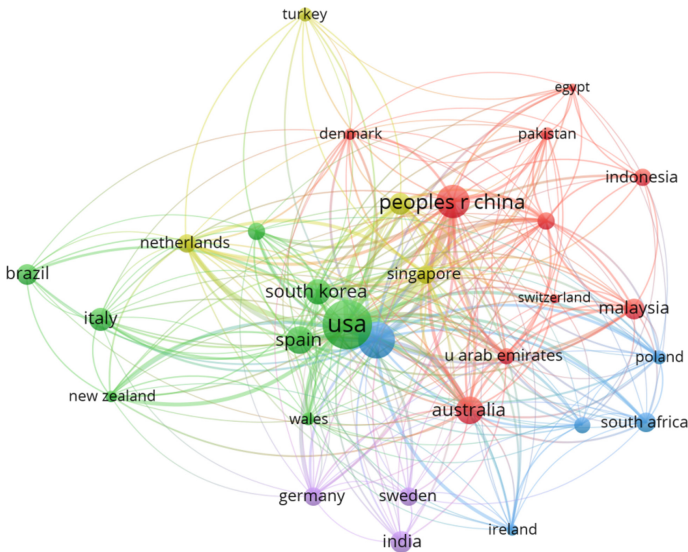 turkey
egypt
denmark
pakistan
indonesia
peoples r china
netherlands
brazil
singapore
south korea
switzerland
malaysia
italy
usa
spain
u arab emirates
poland
new zealand
wales
australia
south africa
germany
sweden
ireland
india